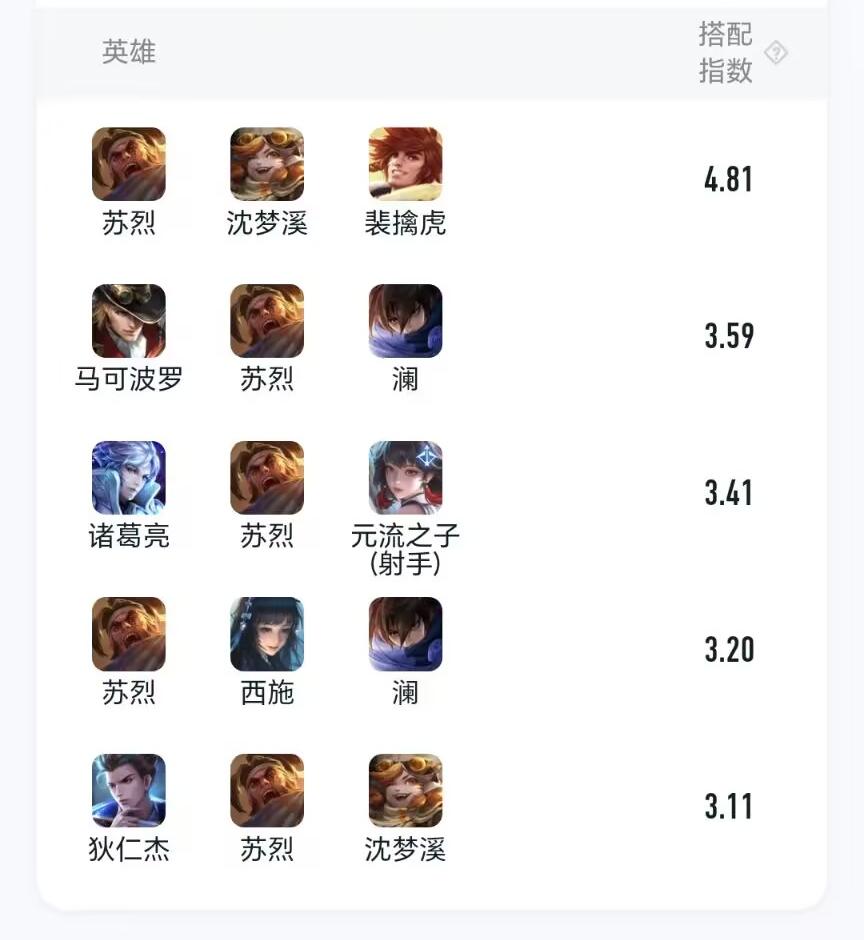 英雄
搭配
指数
苏烈 沈梦溪 裴擒虎 4.81
马可波罗 苏烈 澜 3.59
诸葛亮 苏烈 元流之子
(射手) 3.41
苏烈 西施 澜 3.20
狄仁杰 苏烈 沈梦溪 3.11